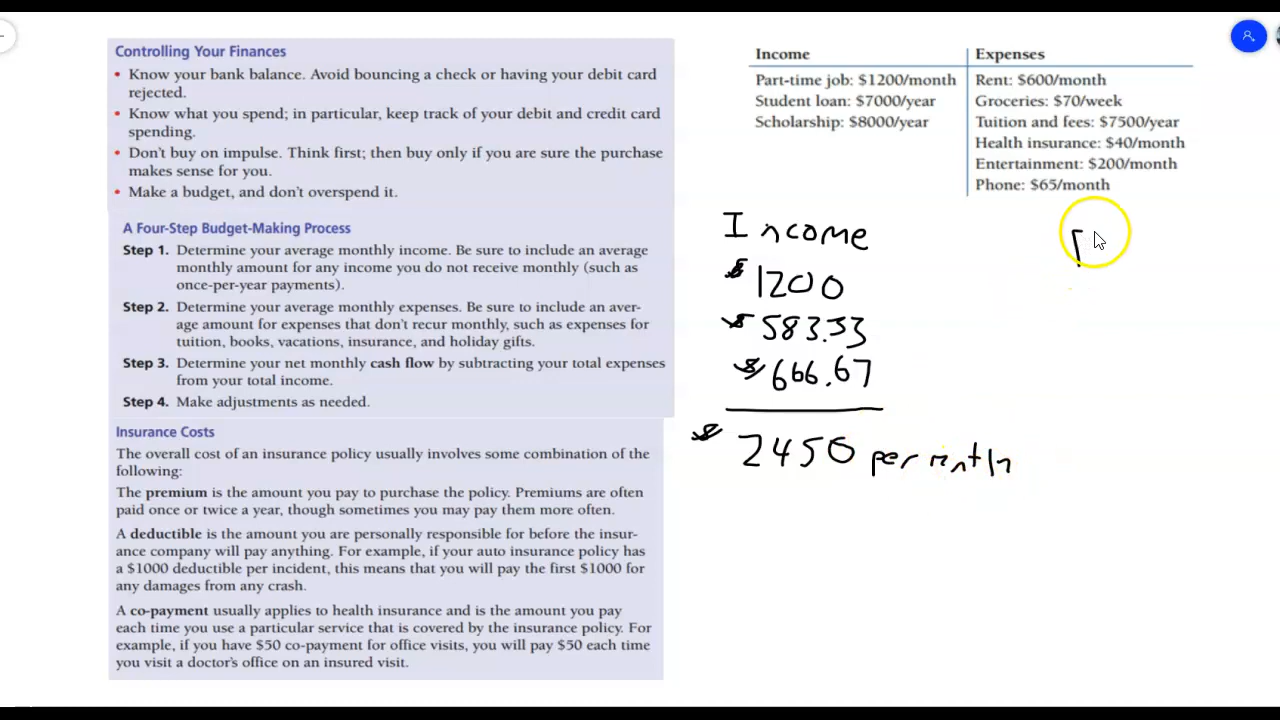 Controlling Your Finances
• Know your bank balance. Avoid bouncing a check or having your debit card
rejected.
• Know what you spend; in particular, keep track of your debit and credit card
spending.
• Don't buy on impulse. Think first; then buy only if you are sure the purchase
makes sense for you.
• Make a budget, and don't overspend it.
A Four-Step Budget-Making Process
Step 1. Determine your average monthly income. Be sure to include an average
monthly amount for any income you do not receive monthly (such as
once-per-year payments).
Step 2. Determine your average monthly expenses. Be sure to include an aver-
age amount for expenses that don't recur monthly, such as expenses for
tuition, books, vacations, insurance, and holiday gifts.
Step 3. Determine your net monthly cash flow by subtracting your total expenses
from your total income.
Step 4. Make adjustments as needed.
Insurance Costs
The overall cost of an insurance policy usually involves some combination of the
following:
The premium is the amount you pay to purchase the policy. Premiums are often
paid once or twice a year, though sometimes you may pay them more often.
A deductible is the amount you are personally responsible for before the insur-
ance company will pay anything. For example, if your auto insurance policy has
a $1000 deductible per incident, this means that you will pay the first $1000 for
any damages from any crash.
A co-payment usually applies to health insurance and is the amount you pay
each time you use a particular service that is covered by the insurance policy. For
example, if you have $50 co-payment for office visits, you will pay $50 each time
you visit a doctor's office on an insured visit.
Income
Part-time job: $1200/month
Student loan: $7000/year
Scholarship: $8000/year
Expenses
Rent: $600/month
Groceries: $70/week
Tuition and fees: $7500/year
Health insurance: $40/month
Entertainment: $200/month
Phone: $65/month
Income
$1200
$583.33
$666.67
$2450 per month